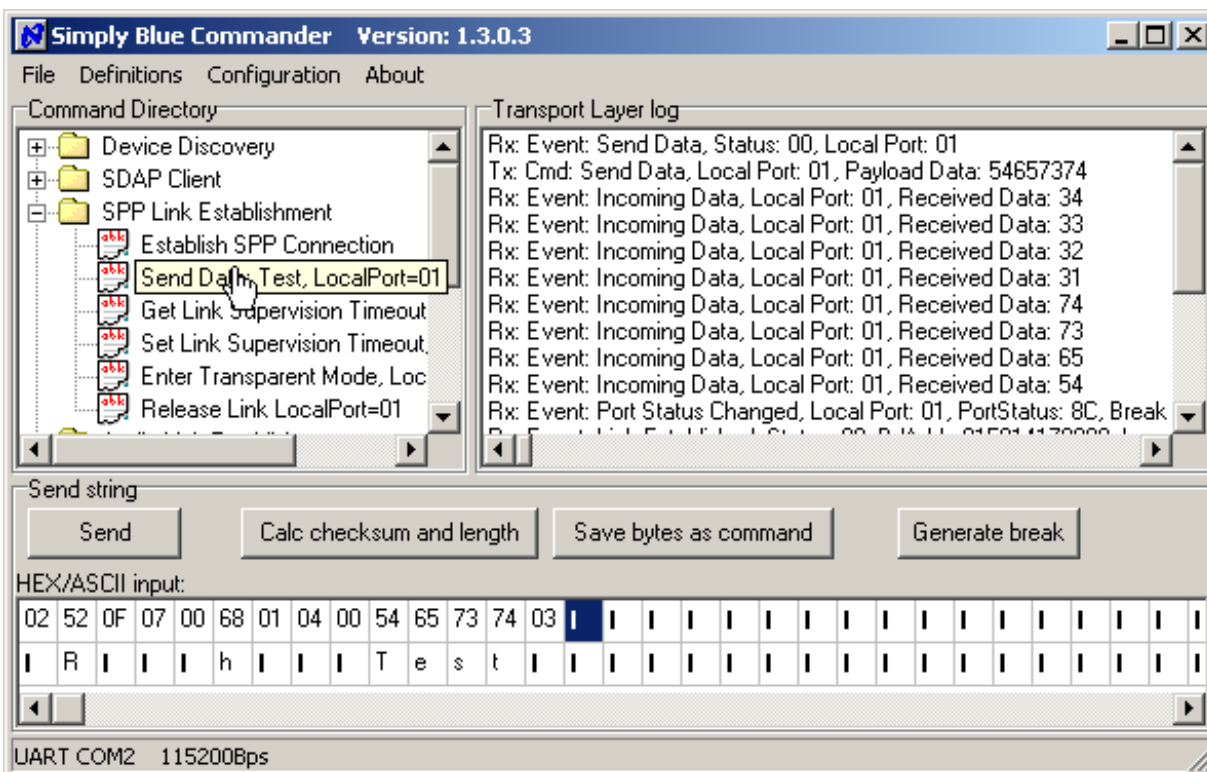 Simply Blue Commander Version: 1.3.0.3
File Definitions Configuration About
Command Directory
Device Discovery
SDAP Client
SPP Link Establishment
Establish SPP Connection
Send Data, Test, LocalPort=01
Get Link Supervision Timeout
Set Link Supervision Timeout,
Enter Transparent Mode, Loc
Release Link LocalPort=01
Transport Layer log
Rx: Event: Send Data, Status: 00, Local Port: 01
Tx: Cmd: Send Data, Local Port: 01, Payload Data: 54657374
Rx: Event: Incoming Data, Local Port: 01, Received Data: 34
Rx: Event: Incoming Data, Local Port: 01, Received Data: 33
Rx: Event: Incoming Data, Local Port: 01, Received Data: 32
Rx: Event: Incoming Data, Local Port: 01, Received Data: 31
Rx: Event: Incoming Data, Local Port: 01, Received Data: 74
Rx: Event: Incoming Data, Local Port: 01, Received Data: 73
Rx: Event: Incoming Data, Local Port: 01, Received Data: 65
Rx: Event: Incoming Data, Local Port: 01, Received Data: 54
Rx: Event: Port Status Changed, Local Port: 01, PortStatus: 8C, Break
Send string
Send Calc checksum and length Save bytes as command Generate break
HEX/ASCII input:
02 52 0F 07 00 68 01 04 00 54 65 73 74 03
R h T e s t
UART COM2 115200Bps